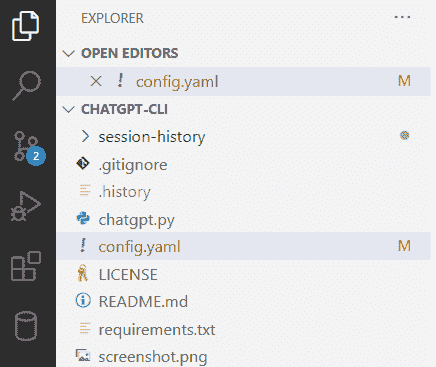 EXPLORER ...
OPEN EDITORS
! config.yaml M
CHATGPT-CLI
session-history
.gitignore
.history
chatgpt.py
! config.yaml M
LICENSE
README.md
requirements.txt
screenshot.png
2